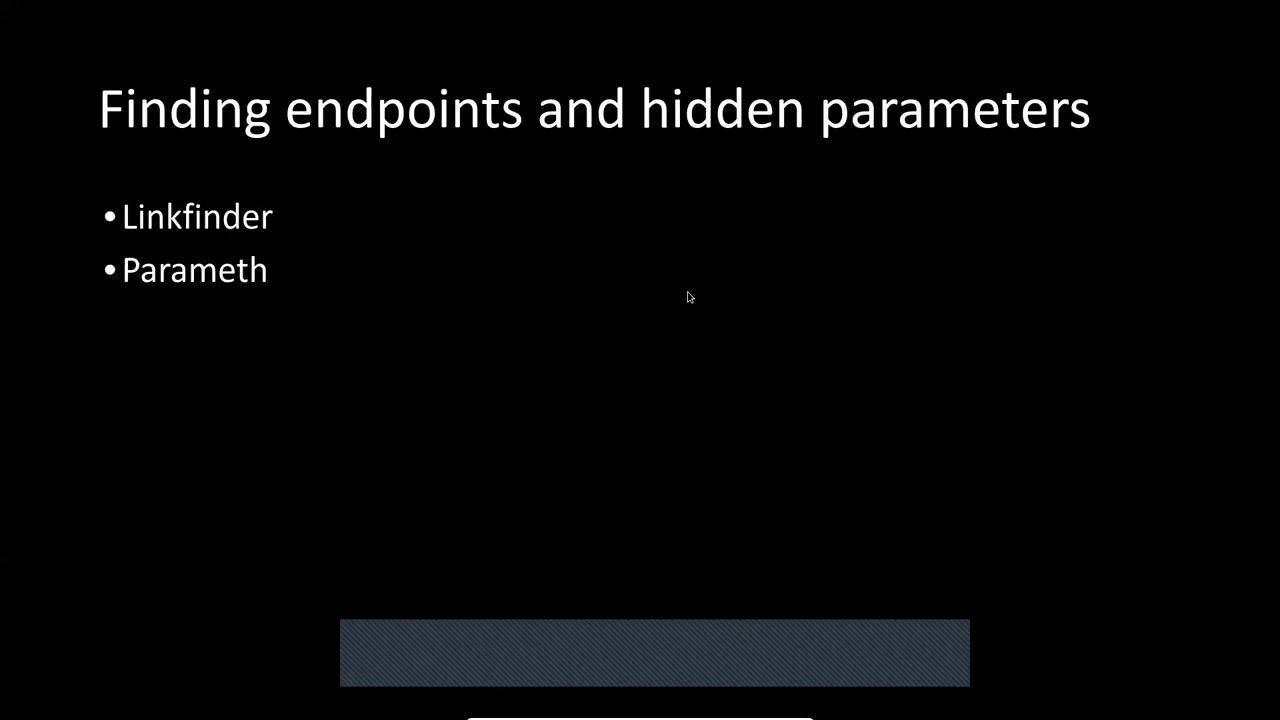 Finding endpoints and hidden parameters
•Linkfinder
•Parameth